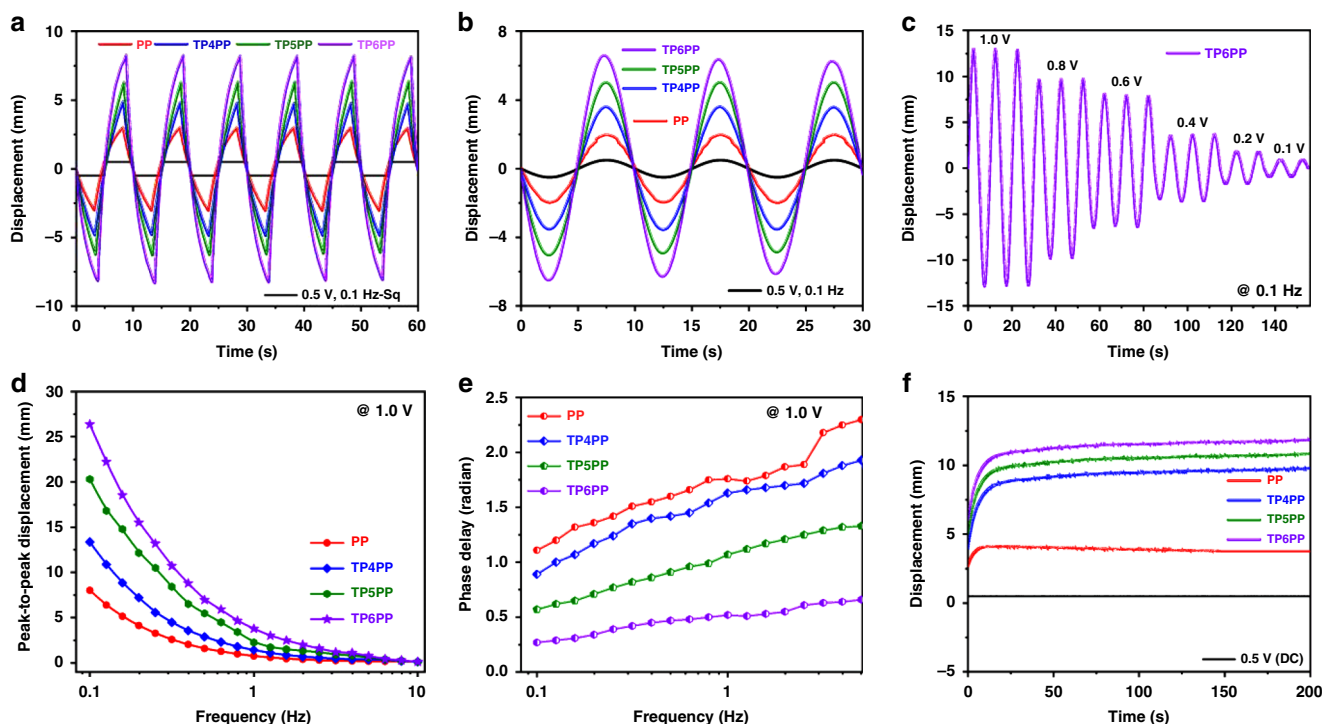 a
PP TP4PP TP5PP TP6PP
10
5
0
−5
−10
Displacement (mm)
0.5 V, 0.1 Hz-Sq
0 10 20 30 40 50 60
Time (s)
b
TP6PP
TP5PP
TP4PP
PP
8
4
0
−4
−8
Displacement (mm)
0.5 V, 0.1 Hz
0 5 10 15 20 25 30
Time (s)
c
TP6PP
1.0 V
0.8 V
0.6 V
0.4 V
0.2 V
0.1 V
15
10
5
0
−5
−10
−15
Displacement (mm)
@ 0.1 Hz
0 20 40 60 80 100 120 140
Time (s)
d
@ 1.0 V
30
25
20
15
10
5
0
Peak-to-peak displacement (mm)
PP
TP4PP
TP5PP
TP6PP
0.1 1 10
Frequency (Hz)
e
@ 1.0 V
PP
TP4PP
TP5PP
TP6PP
2.5
2.0
1.5
1.0
0.5
0.0
Phase delay (radian)
0.1 1
Frequency (Hz)
f
15
10
5
0
−5
Displacement (mm)
PP
TP4PP
TP5PP
TP6PP
0.5 V (DC)
0 50 100 150 200
Time (s)